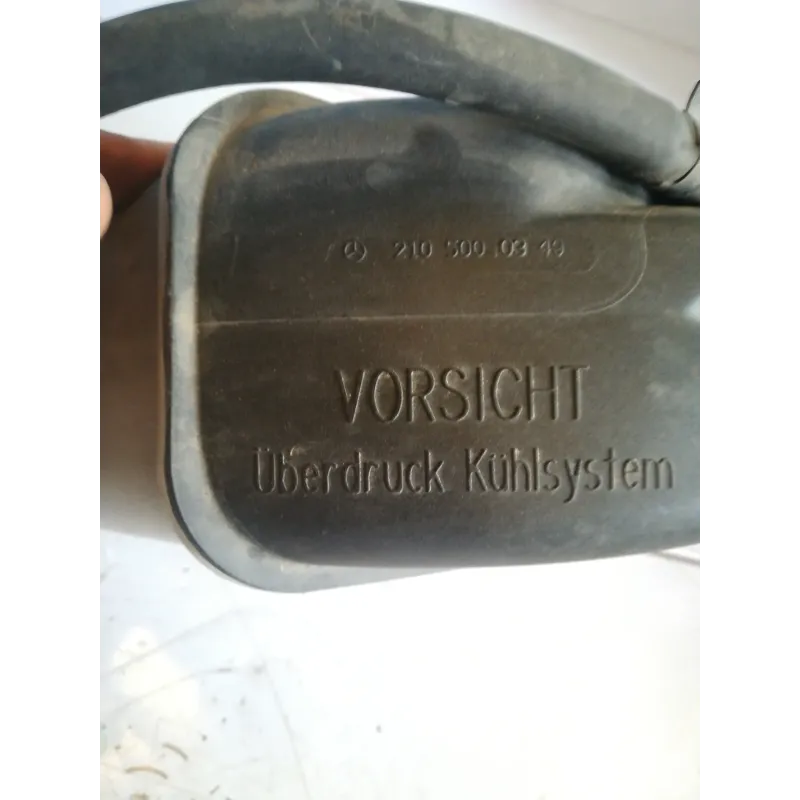 210 500 03 49
VORSICHT
Überdruck Kühlsystem